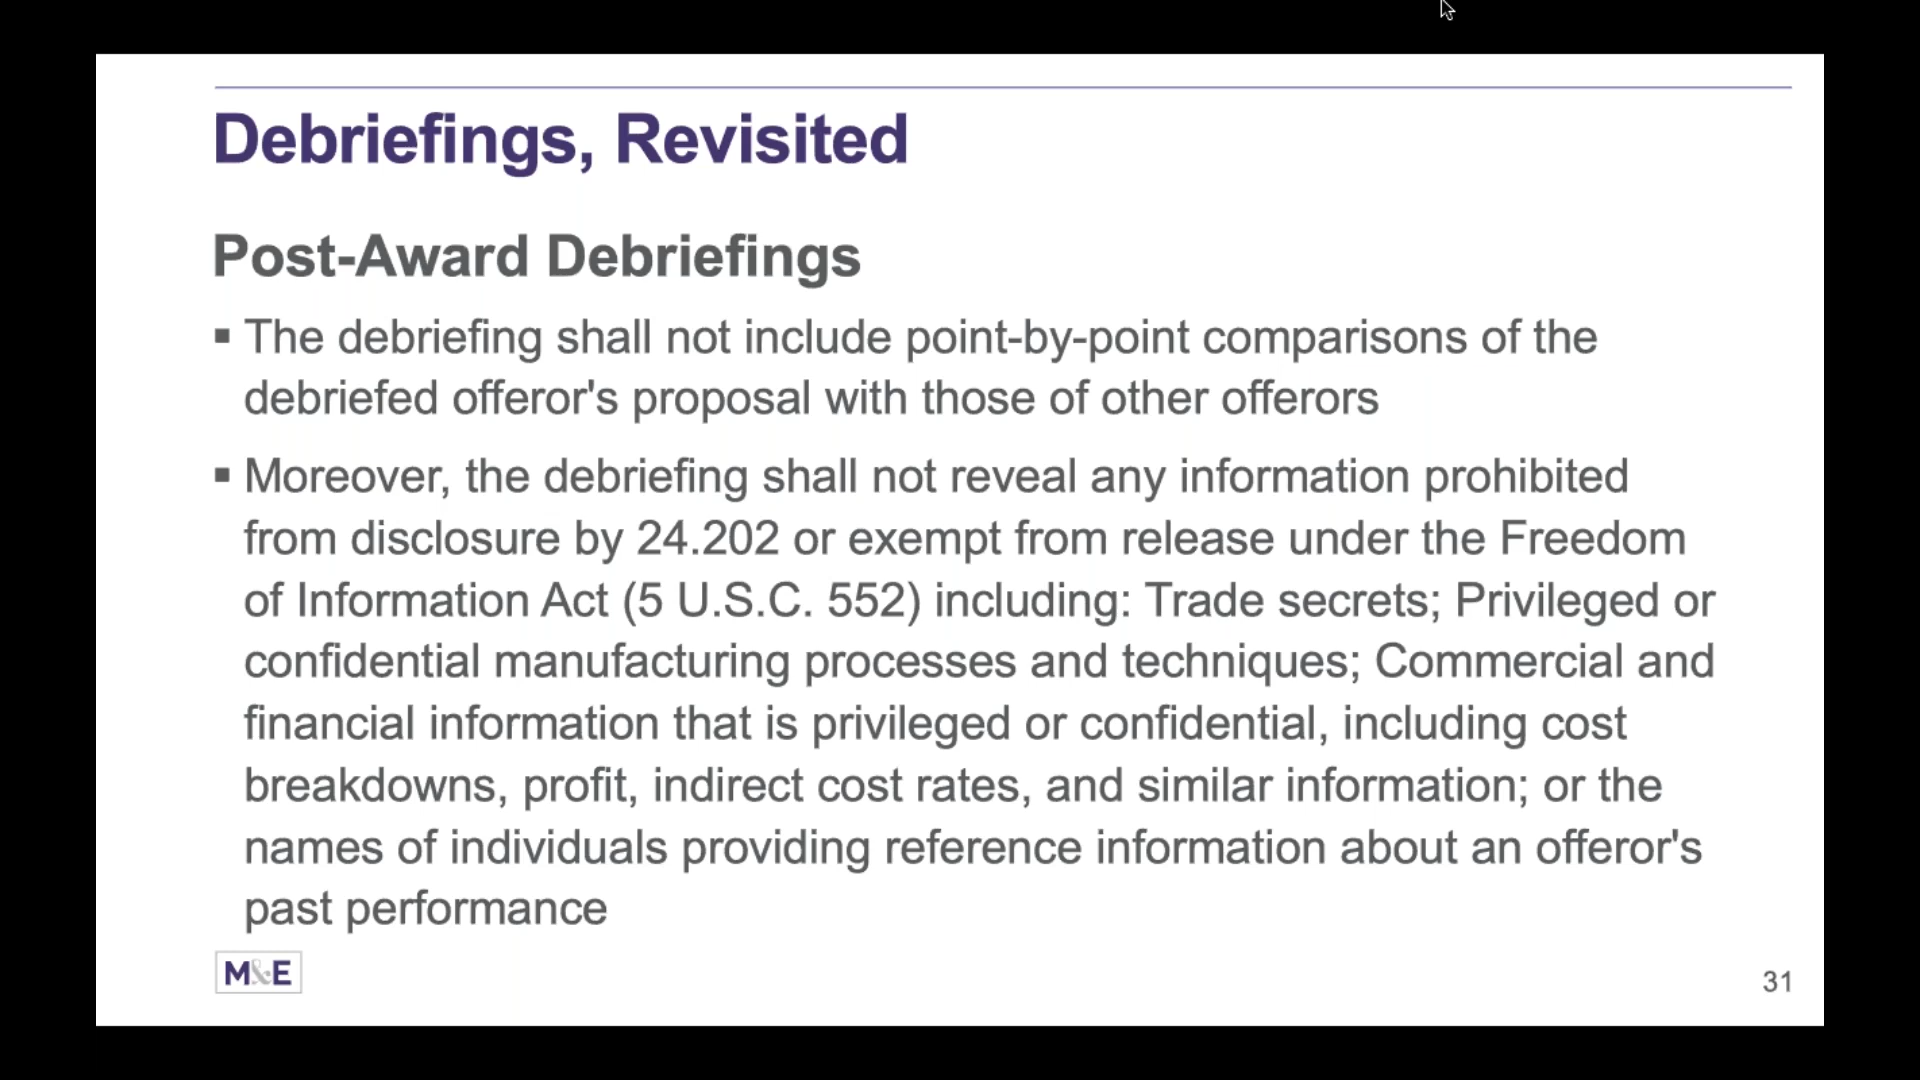 Debriefings, Revisited
Post-Award Debriefings
▪ The debriefing shall not include point-by-point comparisons of the
debriefed offeror's proposal with those of other offerors
▪ Moreover, the debriefing shall not reveal any information prohibited
from disclosure by 24.202 or exempt from release under the Freedom
of Information Act (5 U.S.C. 552) including: Trade secrets; Privileged or
confidential manufacturing processes and techniques; Commercial and
financial information that is privileged or confidential, including cost
breakdowns, profit, indirect cost rates, and similar information; or the
names of individuals providing reference information about an offeror's
past performance
M&E
31